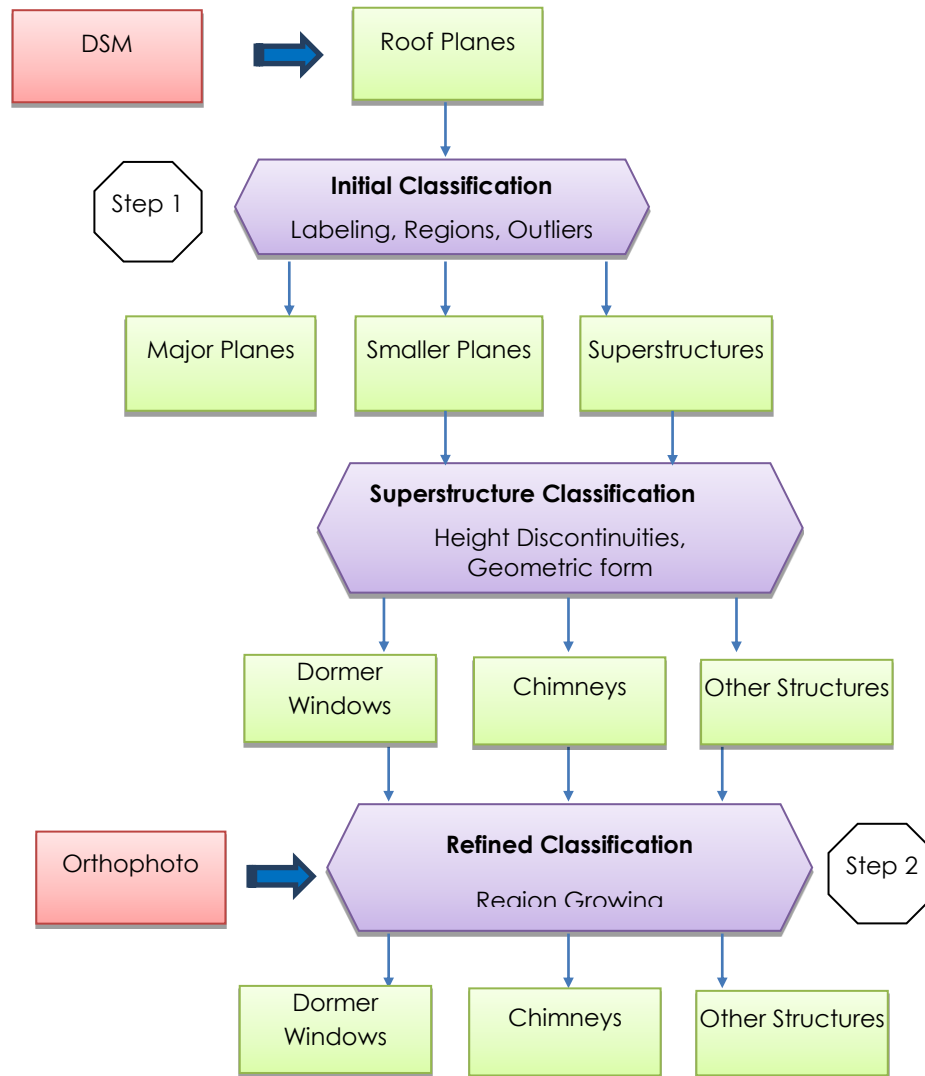 DSM
Roof Planes
Step 1
Initial Classification
Labeling, Regions, Outliers
Major Planes
Smaller Planes
Superstructures
Superstructure Classification
Height Discontinuities,
Geometric form
Dormer
Windows
Chimneys
Other Structures
Orthophoto
Refined Classification
Region Growing
Step 2
Dormer
Windows
Chimneys
Other Structures